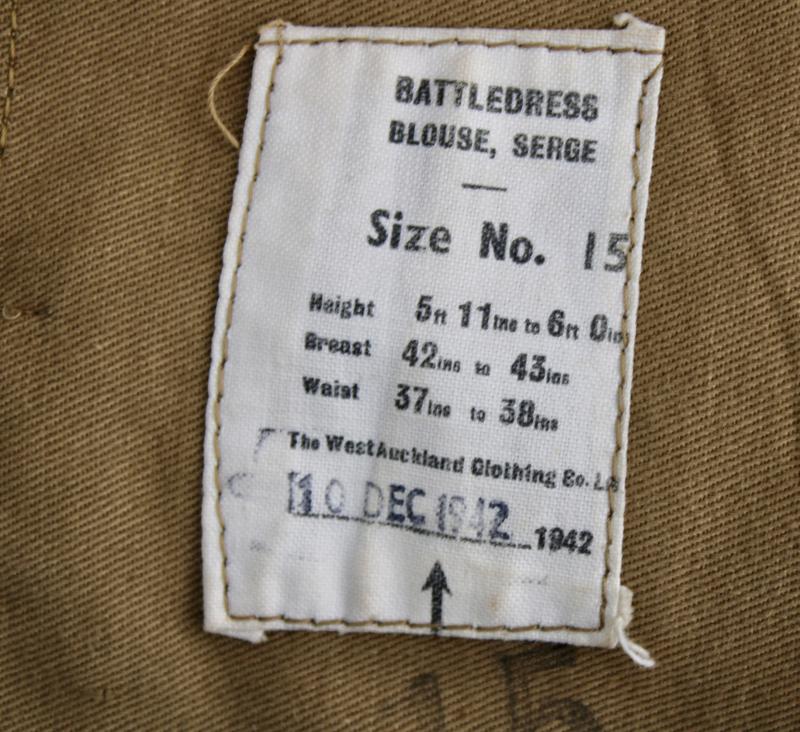 BATTLEDRESS
BLOUSE, SERGE
Size No. 15
Height 5ft 11ins to 6ft 0ins
Breast 42ins to 43ins
Waist 37ins to 38ins
The West Auckland Clothing Co. Ltd
10 DEC 1942 1942
15